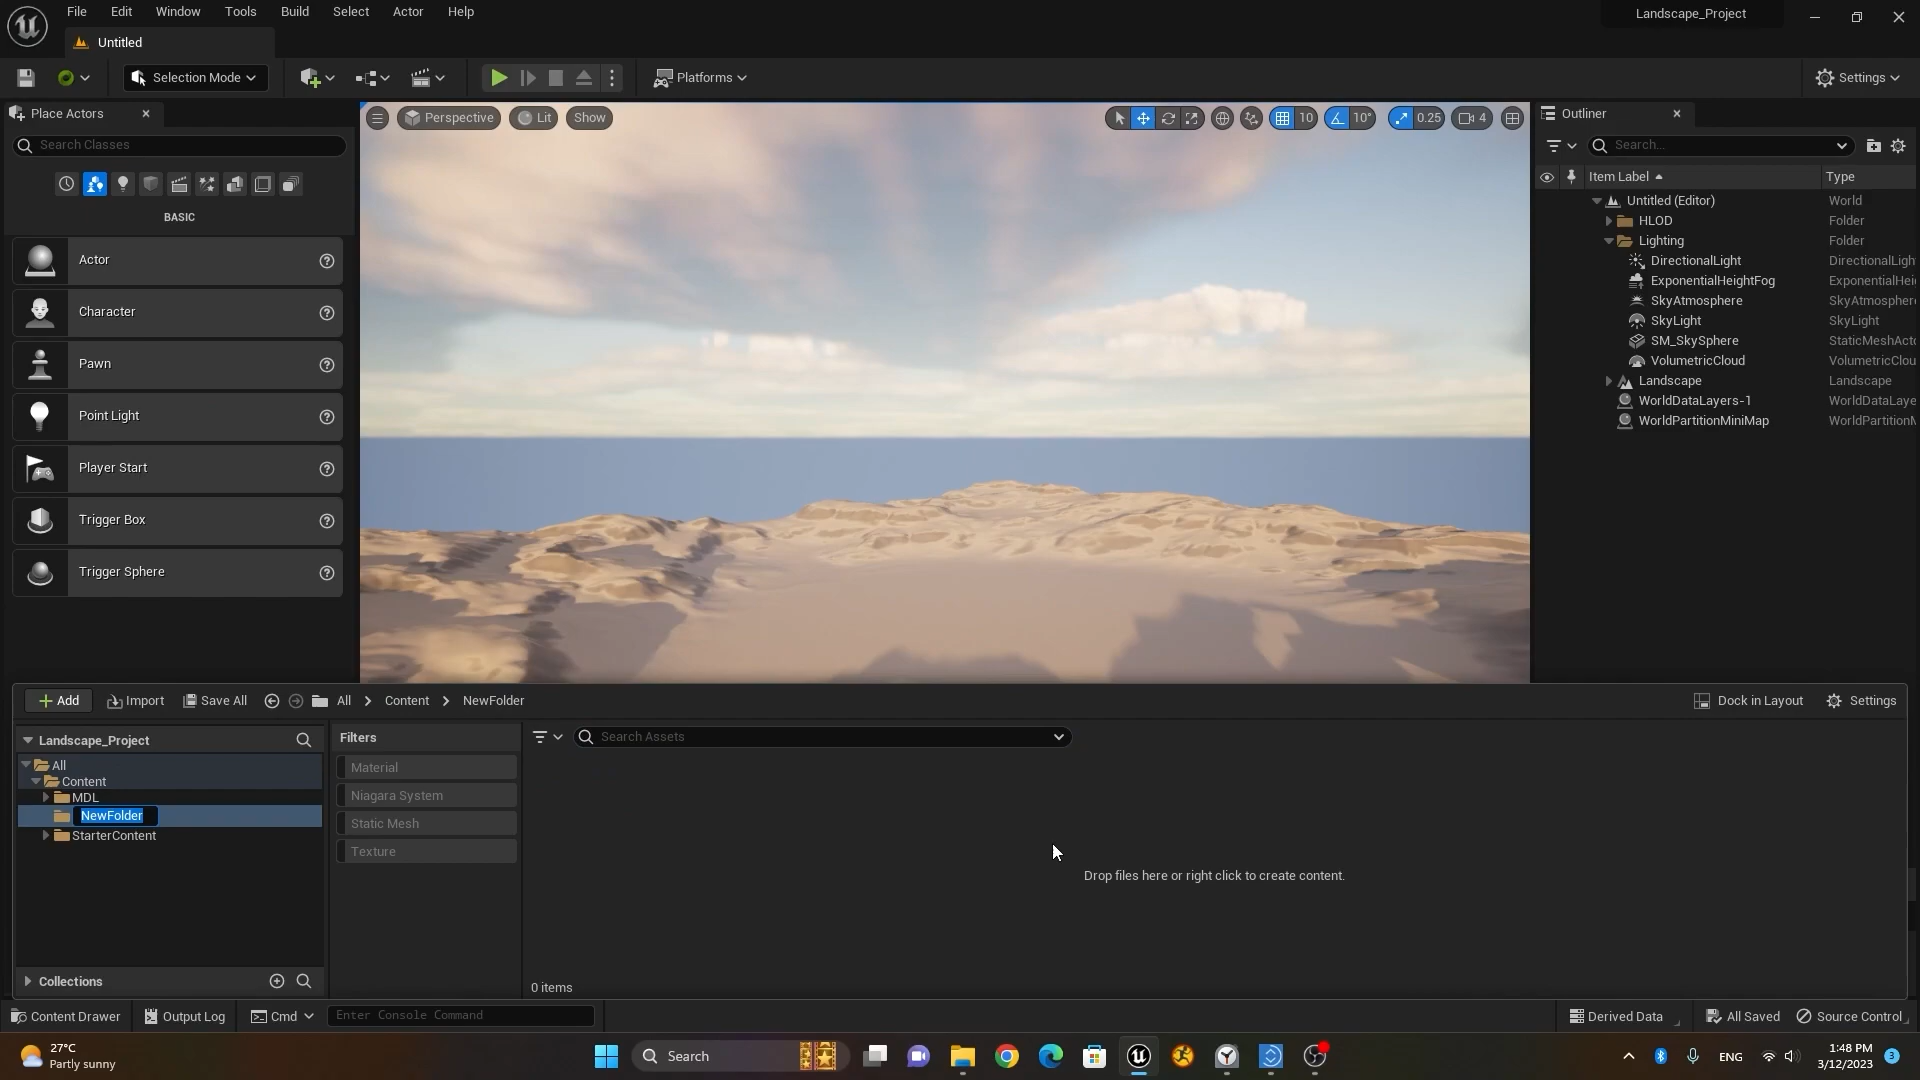 File Edit Window Tools Build Select Actor Help
Landscape_Project
Untitled
Selection Mode
Platforms
Settings
Place Actors
Search Classes
BASIC
Actor
Character
Pawn
Point Light
Player Start
Trigger Box
Trigger Sphere
Perspective Lit Show
10 10° 0.25 4
Outliner
Search...
Item Label Type
Untitled (Editor) World
HLOD Folder
Lighting Folder
DirectionalLight DirectionalLigh
ExponentialHeightFog ExponentialHei
SkyAtmosphere SkyAtmosphere
SkyLight SkyLight
SM_SkySphere StaticMeshActo
VolumetricCloud VolumetricClou
Landscape Landscape
WorldDataLayers-1 WorldDataLaye
WorldPartitionMiniMap WorldPartitionM
Add Import Save All All > Content > NewFolder
Dock in Layout Settings
Landscape_Project
All
Content
MDL
NewFolder
StarterContent
Collections
Filters
Material
Niagara System
Static Mesh
Texture
Search Assets
Drop files here or right click to create content.
0 items
Content Drawer Output Log Cmd Enter Console Command
Derived Data All Saved Source Control
27°C
Partly sunny
Search
ENG
1:48 PM
3/12/2023
3